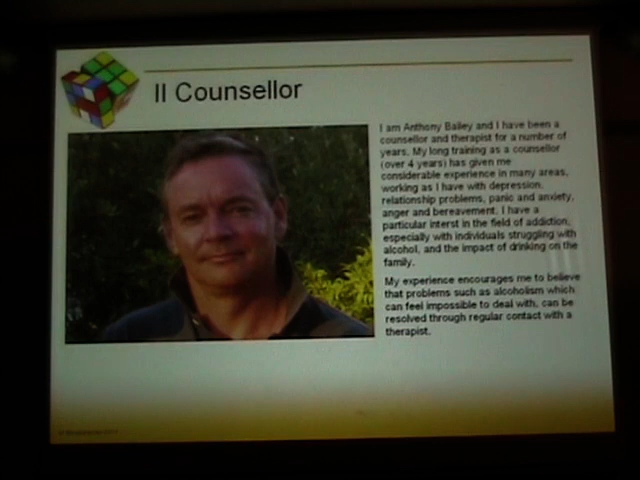 II Counsellor
I am Anthony Bailey and I have been a
counsellor and therapist for a number of
years. My long training as a counsellor
(over 4 years) has given me
considerable experience in many areas,
working as I have with depression,
relationship problems, panic and anxiety,
anger and bereavement. I have a
particular interst in the field of addiction,
especially with individuals struggling with
alcohol, and the impact of drinking on the
family.
My experience encourages me to believe
that problems such as alcoholism which
can feel impossible to deal with, can be
resolved through regular contact with a
therapist.